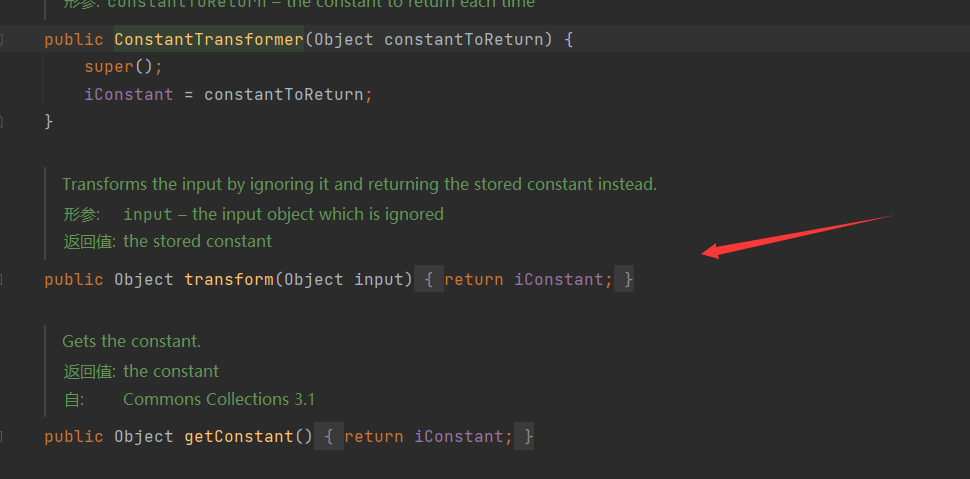 形参: constantToReturn – the constant to return each time
public ConstantTransformer(Object constantToReturn) {
super();
iConstant = constantToReturn;
}
Transforms the input by ignoring it and returning the stored constant instead.
形参: input – the input object which is ignored
返回值: the stored constant
public Object transform(Object input) { return iConstant; }
Gets the constant.
返回值: the constant
自: Commons Collections 3.1
public Object getConstant() { return iConstant; }